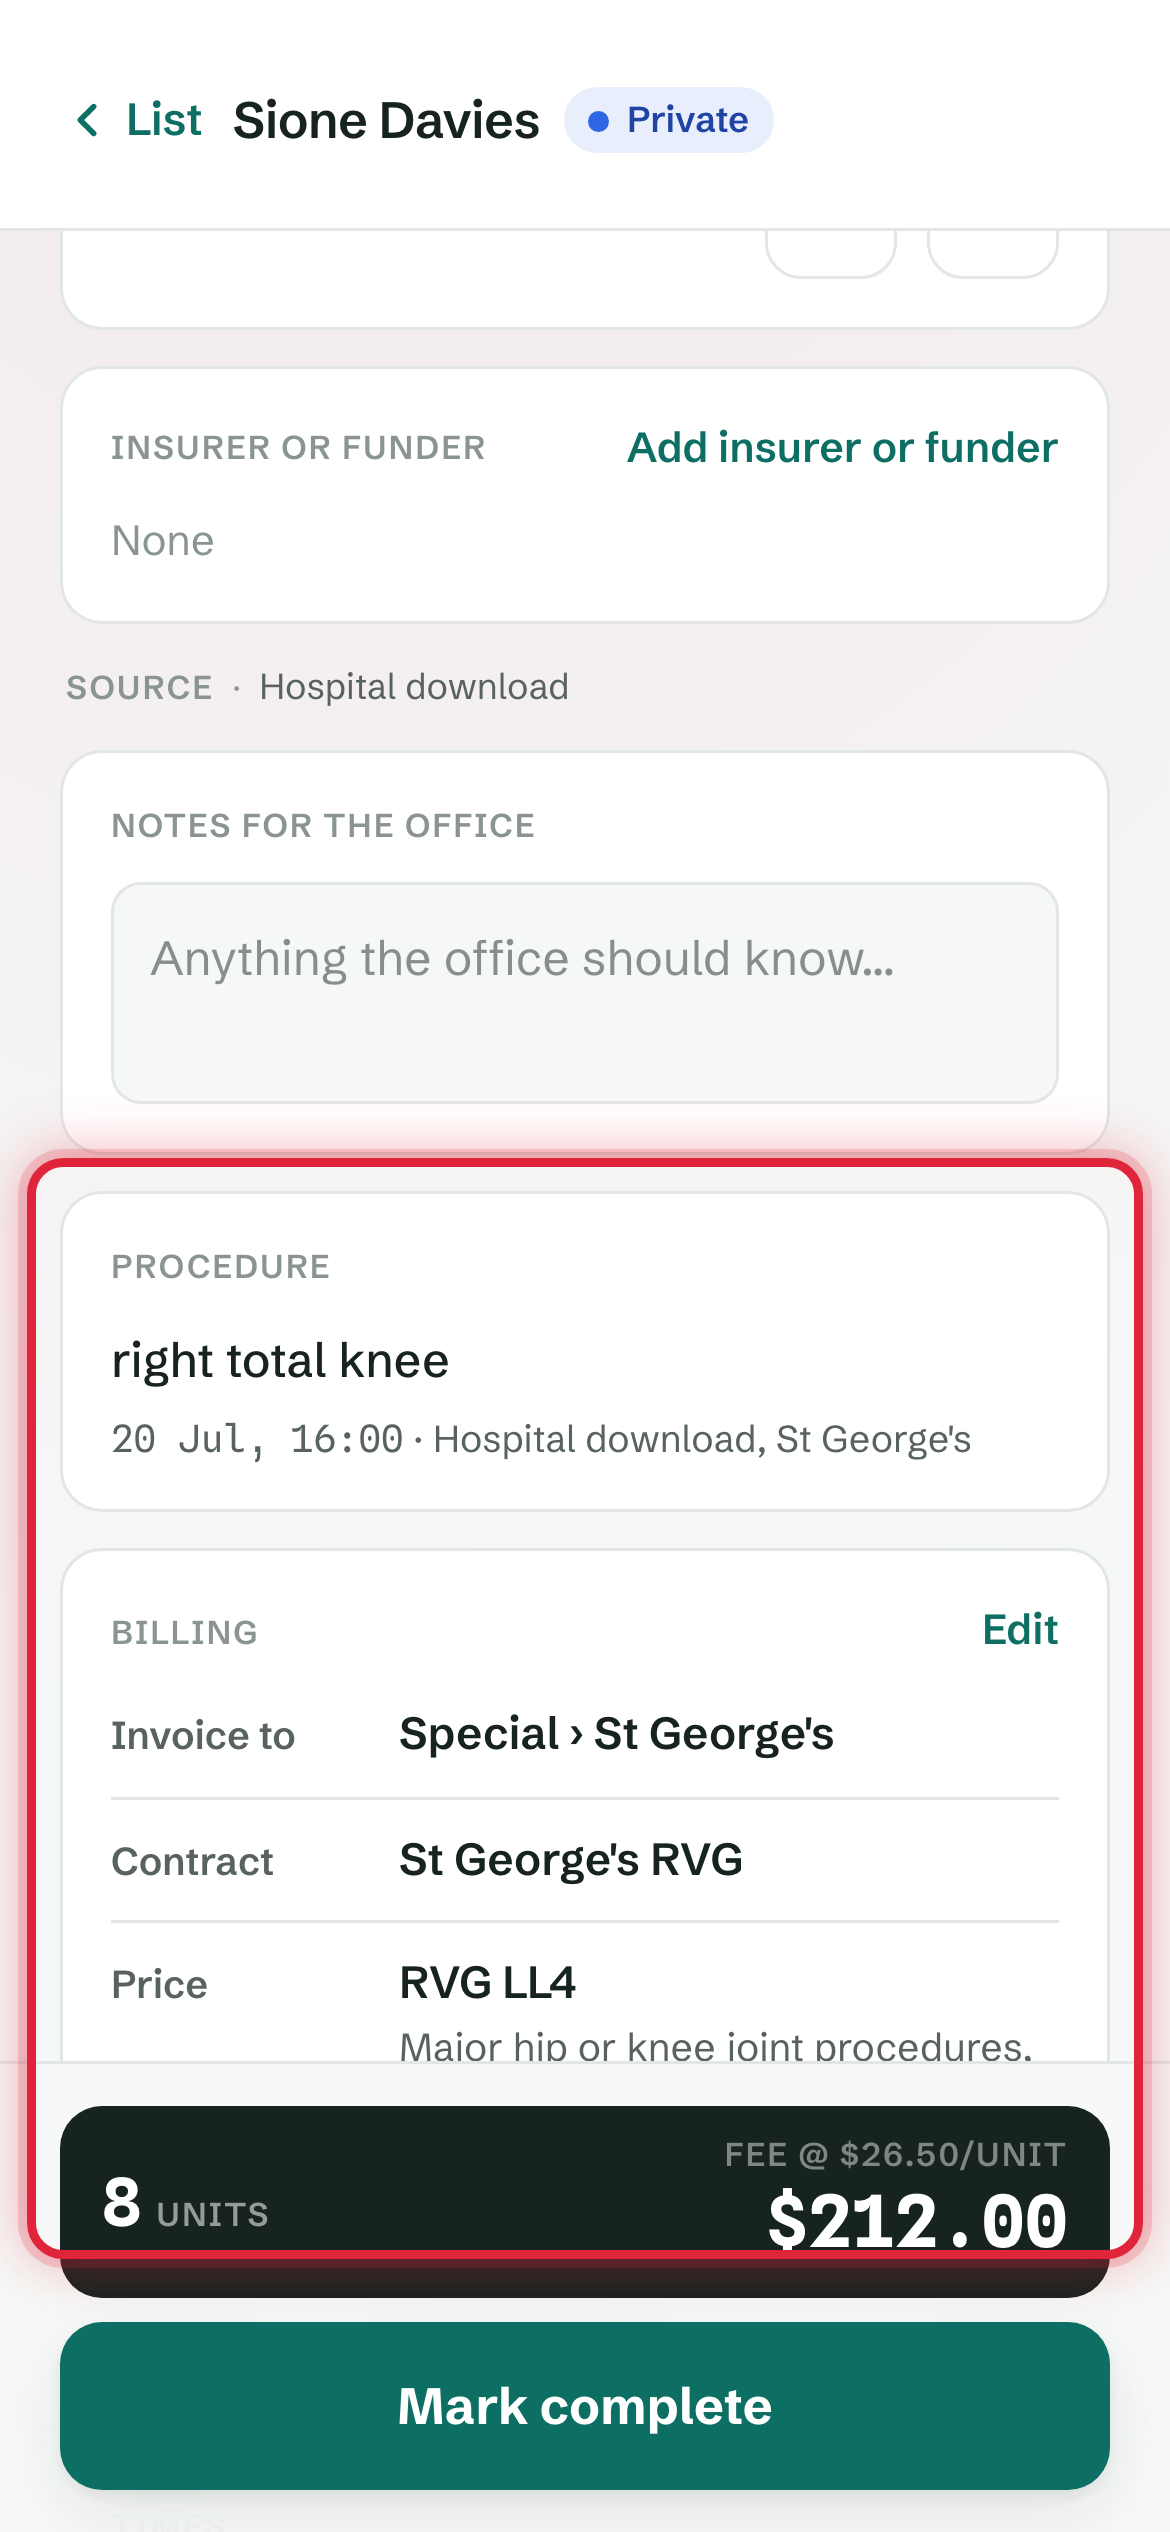 List Sione Davies Private
INSURER OR FUNDER Add insurer or funder
None
SOURCE · Hospital download
NOTES FOR THE OFFICE
Anything the office should know...
PROCEDURE
right total knee
20 Jul, 16:00 · Hospital download, St George's
BILLING Edit
Invoice to Special › St George's
Contract St George's RVG
Price RVG LL4
Major hip or knee joint procedures,
FEE @ $26.50/UNIT
8 UNITS $212.00
Mark complete
TIMES